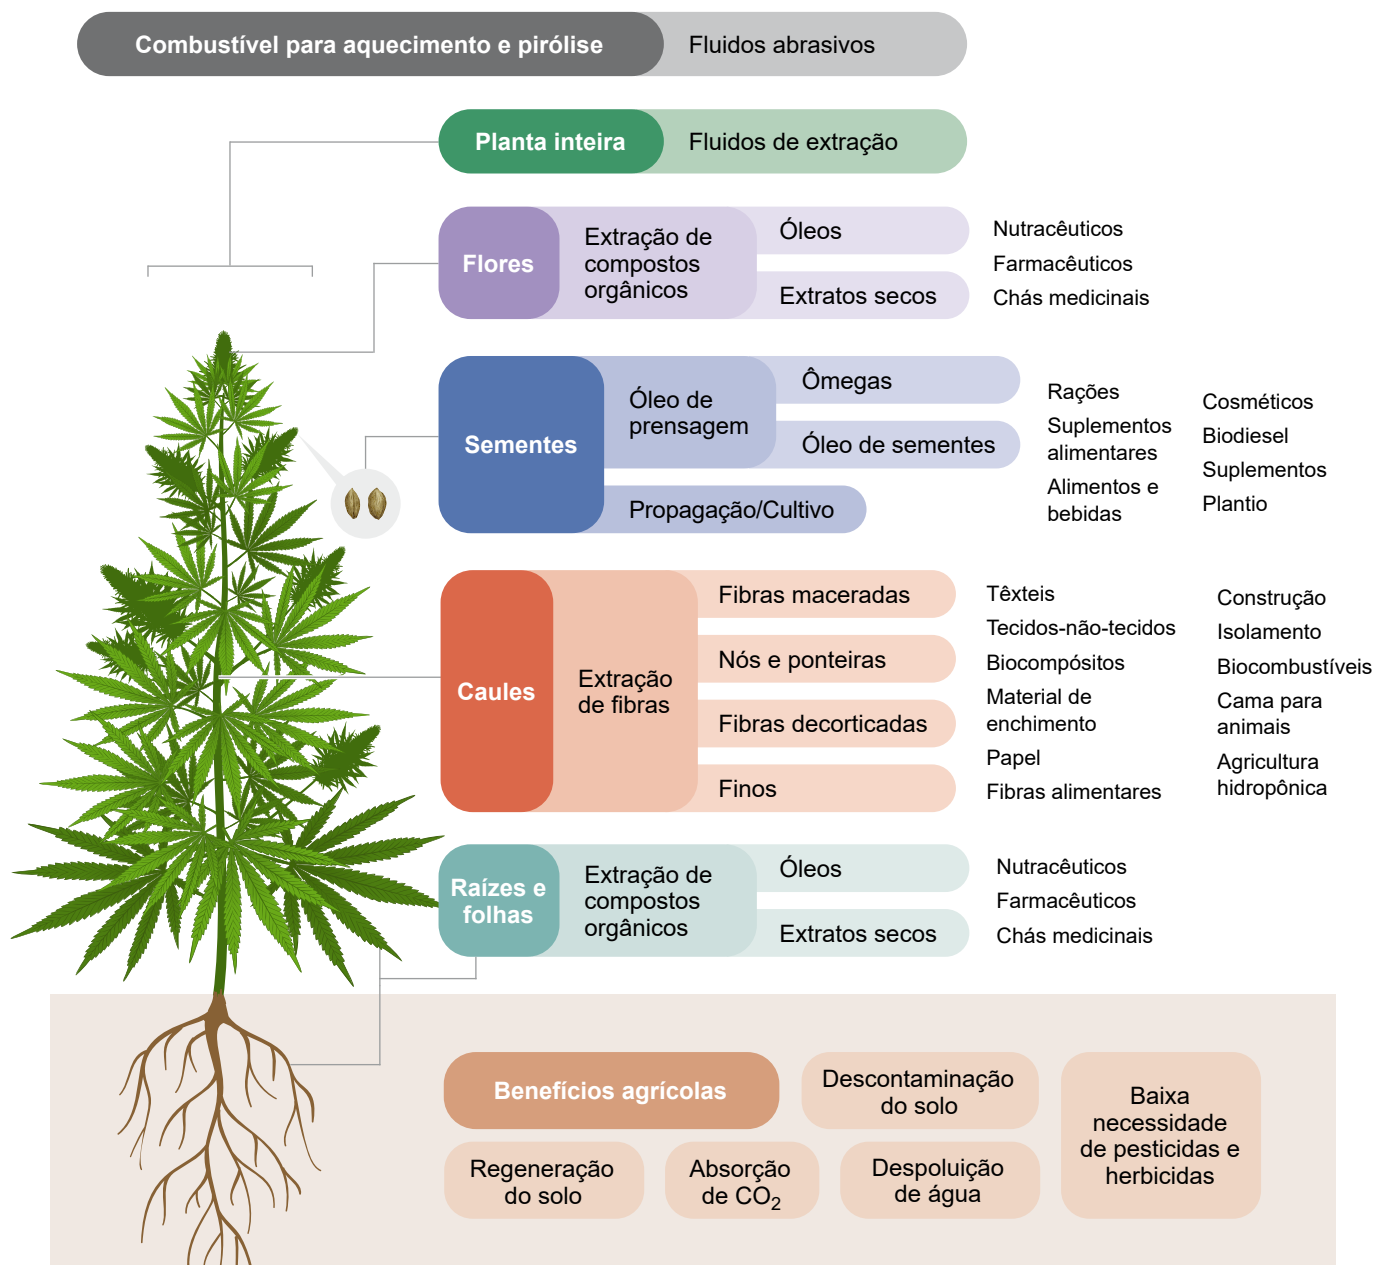 Combustível para aquecimento e pirólise
Fluidos abrasivos
Planta inteira
Fluidos de extração
Flores
Extração de
compostos
orgânicos
Óleos
Extratos secos
Nutracêuticos
Farmacêuticos
Chás medicinais
Sementes
Óleo de
prensagem
Ômegas
Óleo de sementes
Propagação/Cultivo
Rações
Suplementos
alimentares
Alimentos e
bebidas
Cosméticos
Biodiesel
Suplementos
Plantio
Caules
Extração
de fibras
Fibras maceradas
Nós e ponteiras
Fibras decorticadas
Finos
Têxteis
Tecidos-não-tecidos
Biocompósitos
Material de
enchimento
Papel
Fibras alimentares
Construção
Isolamento
Biocombustíveis
Cama para
animais
Agricultura
hidropônica
Raízes e
folhas
Extração de
compostos
orgânicos
Óleos
Extratos secos
Nutracêuticos
Farmacêuticos
Chás medicinais
Benefícios agrícolas
Descontaminação
do solo
Baixa
necessidade
de pesticidas e
herbicidas
Regeneração
do solo
Absorção
de CO₂
Despoluição
de água